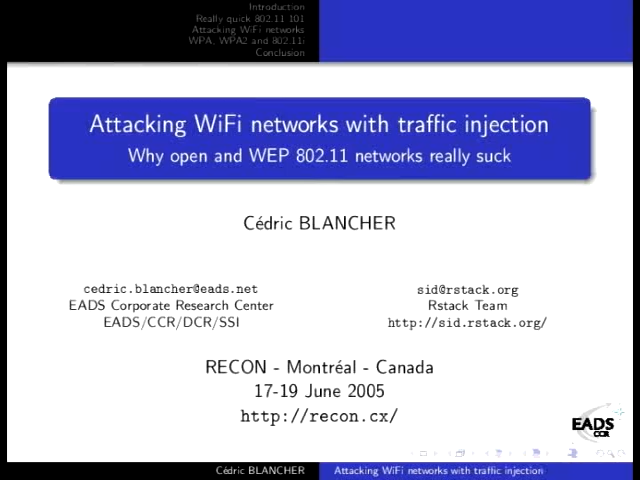 Introduction
Really quick 802.11 101
Attacking WiFi networks
WPA, WPA2 and 802.11i
Conclusion
Attacking WiFi networks with traffic injection
Why open and WEP 802.11 networks really suck
Cédric BLANCHER
cedric.blancher@eads.net
EADS Corporate Research Center
EADS/CCR/DCR/SSI
sid@rstack.org
Rstack Team
http://sid.rstack.org/
RECON - Montréal - Canada
17-19 June 2005
http://recon.cx/
EADS
CCR
Cédric BLANCHER
Attacking WiFi networks with traffic injection